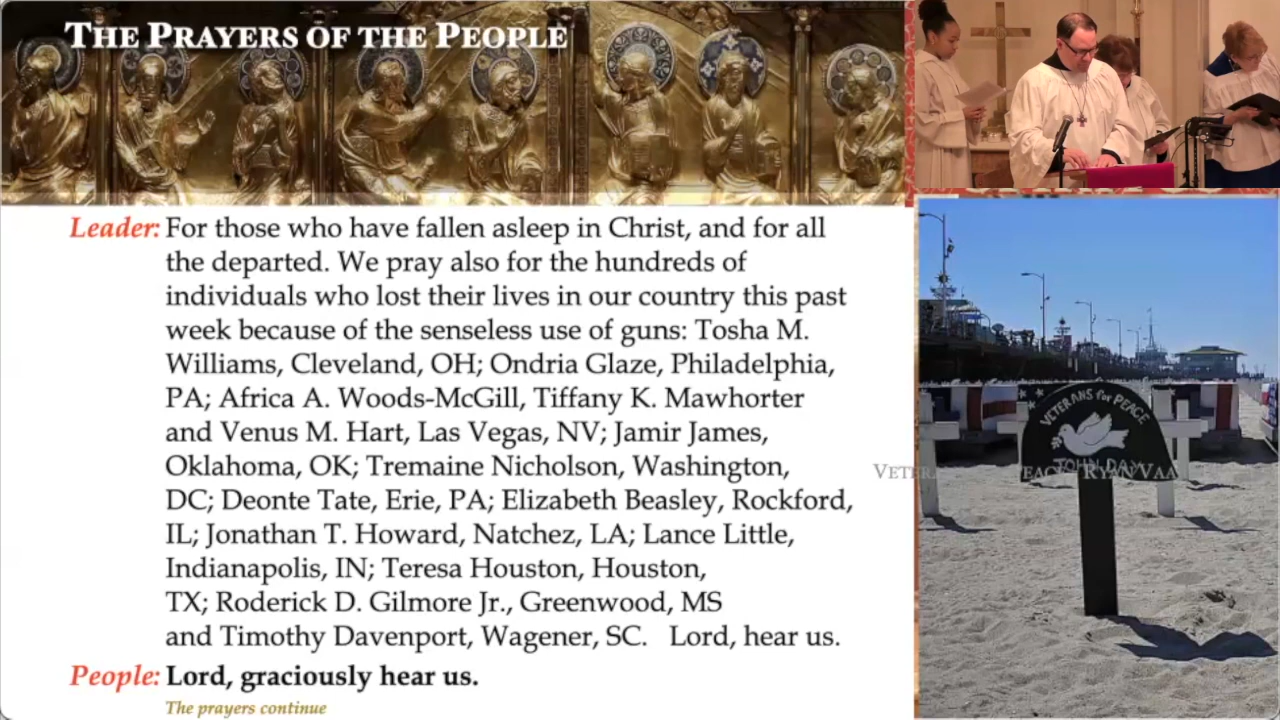 THE PRAYERS OF THE PEOPLE
Leader: For those who have fallen asleep in Christ, and for all
the departed. We pray also for the hundreds of
individuals who lost their lives in our country this past
week because of the senseless use of guns: Tosha M.
Williams, Cleveland, OH; Ondria Glaze, Philadelphia,
PA; Africa A. Woods-McGill, Tiffany K. Mawhorter
and Venus M. Hart, Las Vegas, NV; Jamir James,
Oklahoma, OK; Tremaine Nicholson, Washington,
DC; Deonte Tate, Erie, PA; Elizabeth Beasley, Rockford,
IL; Jonathan T. Howard, Natchez, LA; Lance Little,
Indianapolis, IN; Teresa Houston, Houston,
TX; Roderick D. Gilmore Jr., Greenwood, MS
and Timothy Davenport, Wagener, SC. Lord, hear us.
People: Lord, graciously hear us.
The prayers continue
VETERANS for PEACE
JOHN DAY
RYAN